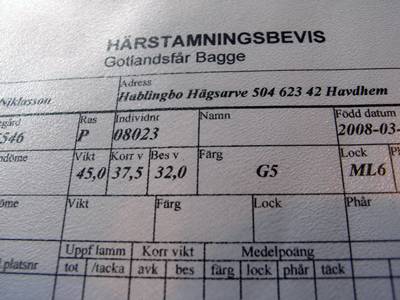 HÄRSTAMNINGSBEVIS
Gotlandsfår Bagge
Adress
Niklasson Hablingbo Hägsarve 504 623 42 Havdhem
Ras Individnr Namn Född datum
546 P 08023 2008-03-
Vikt Korr v Bes v Färg Lock
45,0 37,5 32,0 G5 ML6
Vikt Färg Lock Phår
Uppf lamm Korr vikt Medelpoäng
platsnr tot /tacka avk bes färg lock phår täck